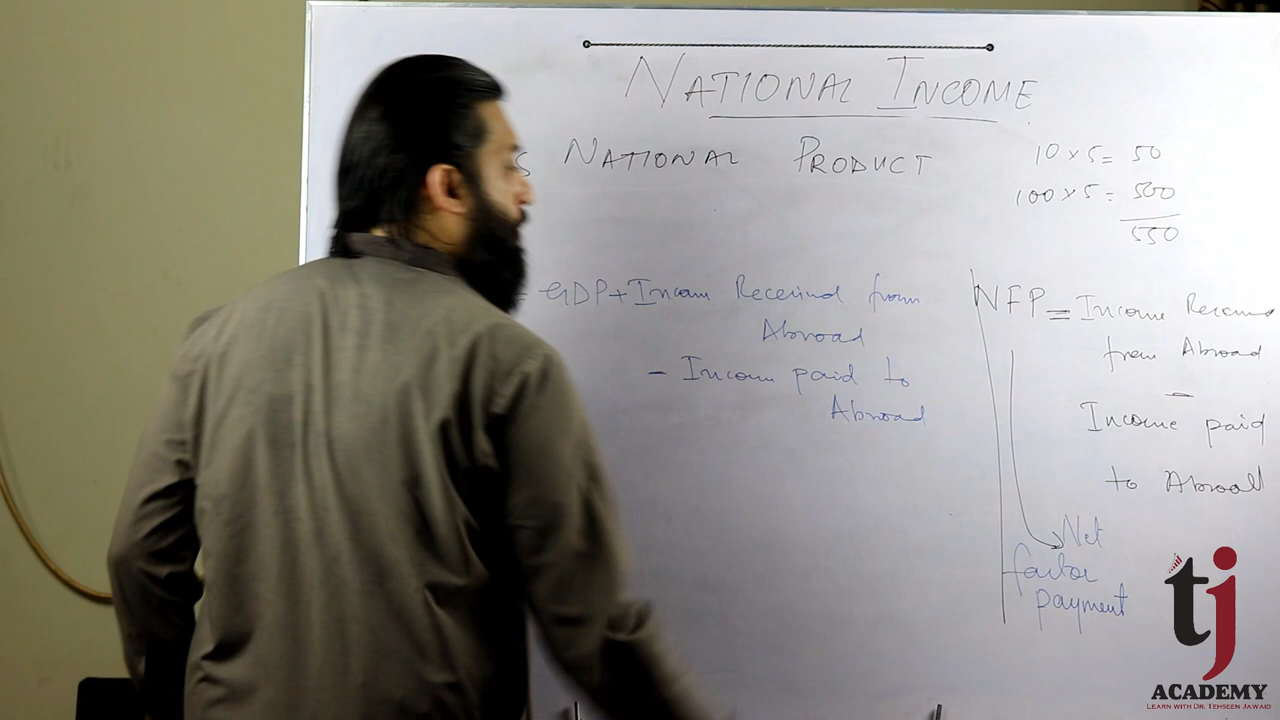 NATIONAL INCOME
S NATIONAL PRODUCT
10 x 5 = 50
100 x 5 = 500
550
= GDP + Incom Received from
Abroad
- Incom paid to
Abroad
NFP = Income
from Abroad
-
Income paid
to Abroad
Net
factor
payment
tj
ACADEMY
LEARN WITH DR. TEHSEEN JAWAID